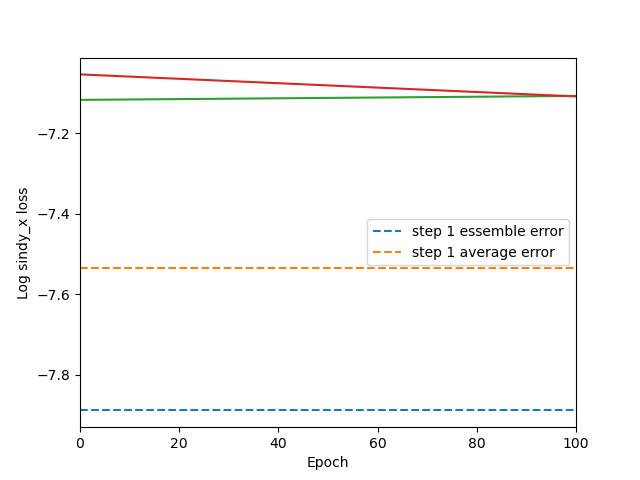 −7.2
−7.4
−7.6
−7.8
Log sindy_x loss
step 1 essemble error
step 1 average error
0 20 40 60 80 100
Epoch